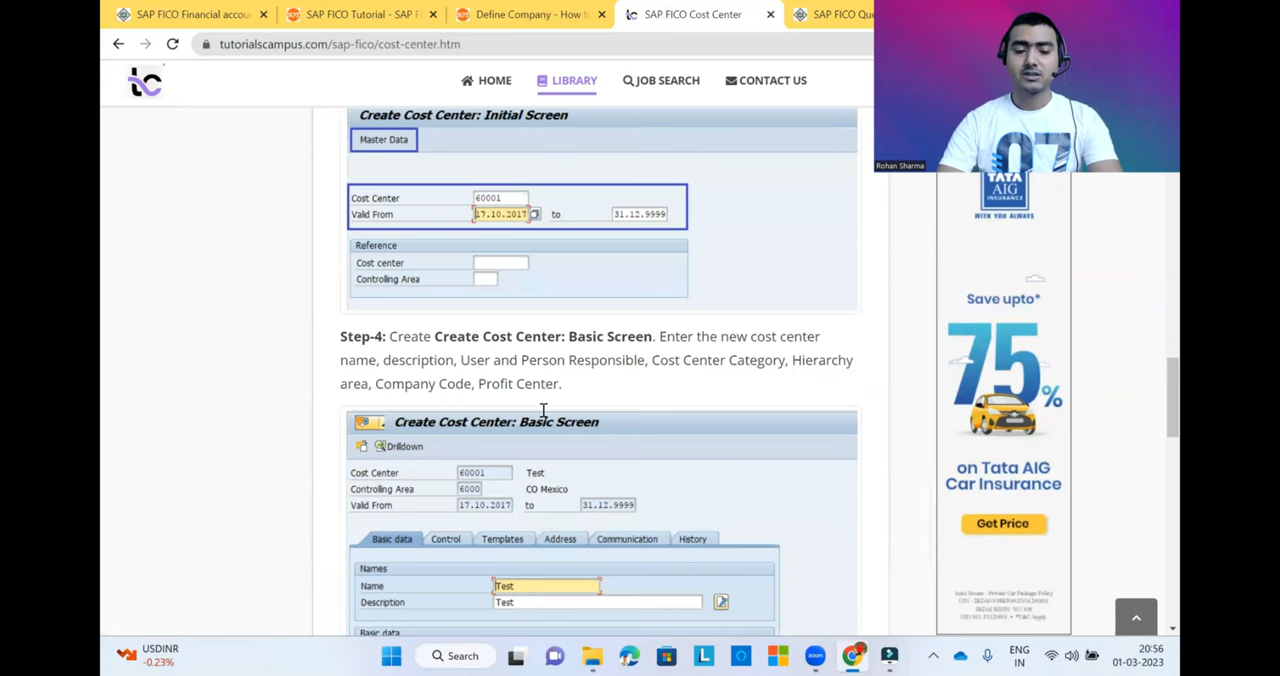 SAP FICO Financial accou
SAP FICO Tutorial - SAP F
Define Company - How t
SAP FICO Cost Center
SAP FICO Qu
tutorialscampus.com/sap-fico/cost-center.htm
tc
HOME
LIBRARY
JOB SEARCH
CONTACT US
Rohan Sharma
Create Cost Center: Initial Screen
Master Data
Cost Center 60001
Valid From 17.10.2017 to 31.12.9999
Reference
Cost center
Controlling Area
Step-4: Create Create Cost Center: Basic Screen. Enter the new cost center
name, description, User and Person Responsible, Cost Center Category, Hierarchy
area, Company Code, Profit Center.
Create Cost Center: Basic Screen
Drilldown
Cost Center 60001 Test
Controlling Area 6000 CO Mexico
Valid From 17.10.2017 to 31.12.9999
Basic data Control Templates Address Communication History
Names
Name Test
Description Test
Basic data
TATA
AIG
INSURANCE
WITH YOU ALWAYS
Save upto*
75%
on Tata AIG
Car Insurance
Get Price
USDINR
-0.23%
Search
zoom
ENG
IN
20:56
01-03-2023